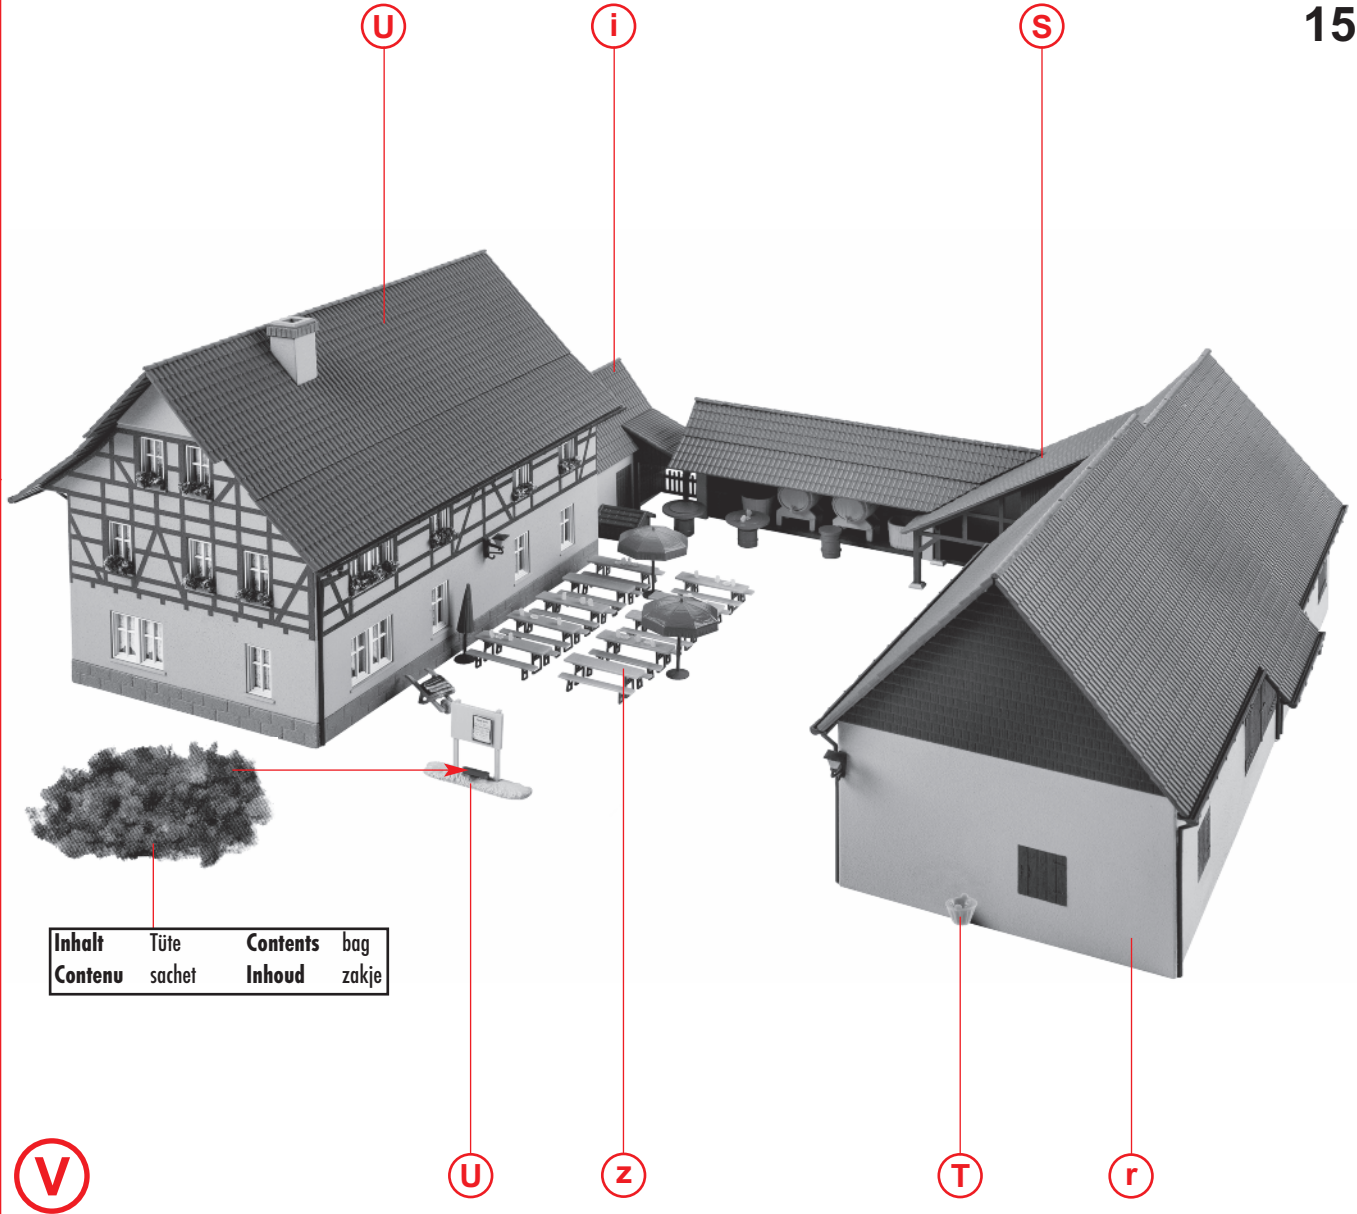 U i S 15
Inhalt Tüte Contents bag
Contenu sachet Inhoud zakje
V U z T r